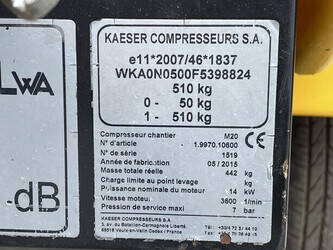 KAESER COMPRESSEURS S.A.
e11*2007/46*1837
WKA0N0500F5398824
510 kg
0 - 50 kg
1 - 510 kg
Compresseur chantier M20
N° d'article 1.9970.10600
N° de série 1519
Année de fabrication 05 / 2015
Masse totale réelle 442 kg
Charge limite au point levage kg
Puissance nominale du moteur 14 kW
Vitesse moteur 3600 1/min
Pression de service maxi 7 bar
KAESER COMPRESSEURS S.A.
LWA
dB